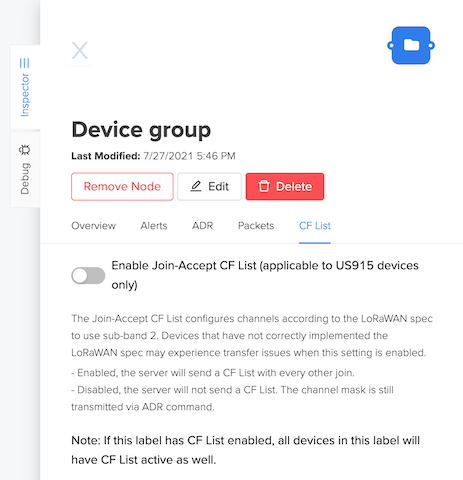 X
Inspector
Debug
Device group
Last Modified: 7/27/2021 5:46 PM
Remove Node
Edit
Delete
Overview
Alerts
ADR
Packets
CF List
Enable Join-Accept CF List (applicable to US915 devices
only)
The Join-Accept CF List configures channels according to the LoRaWAN spec
to use sub-band 2. Devices that have not correctly implemented the
LoRaWAN spec may experience transfer issues when this setting is enabled.
- Enabled, the server will send a CF List with every other join.
- Disabled, the server will not send a CF List. The channel mask is still
transmitted via ADR command.
Note: If this label has CF List enabled, all devices in this label will
have CF List active as well.